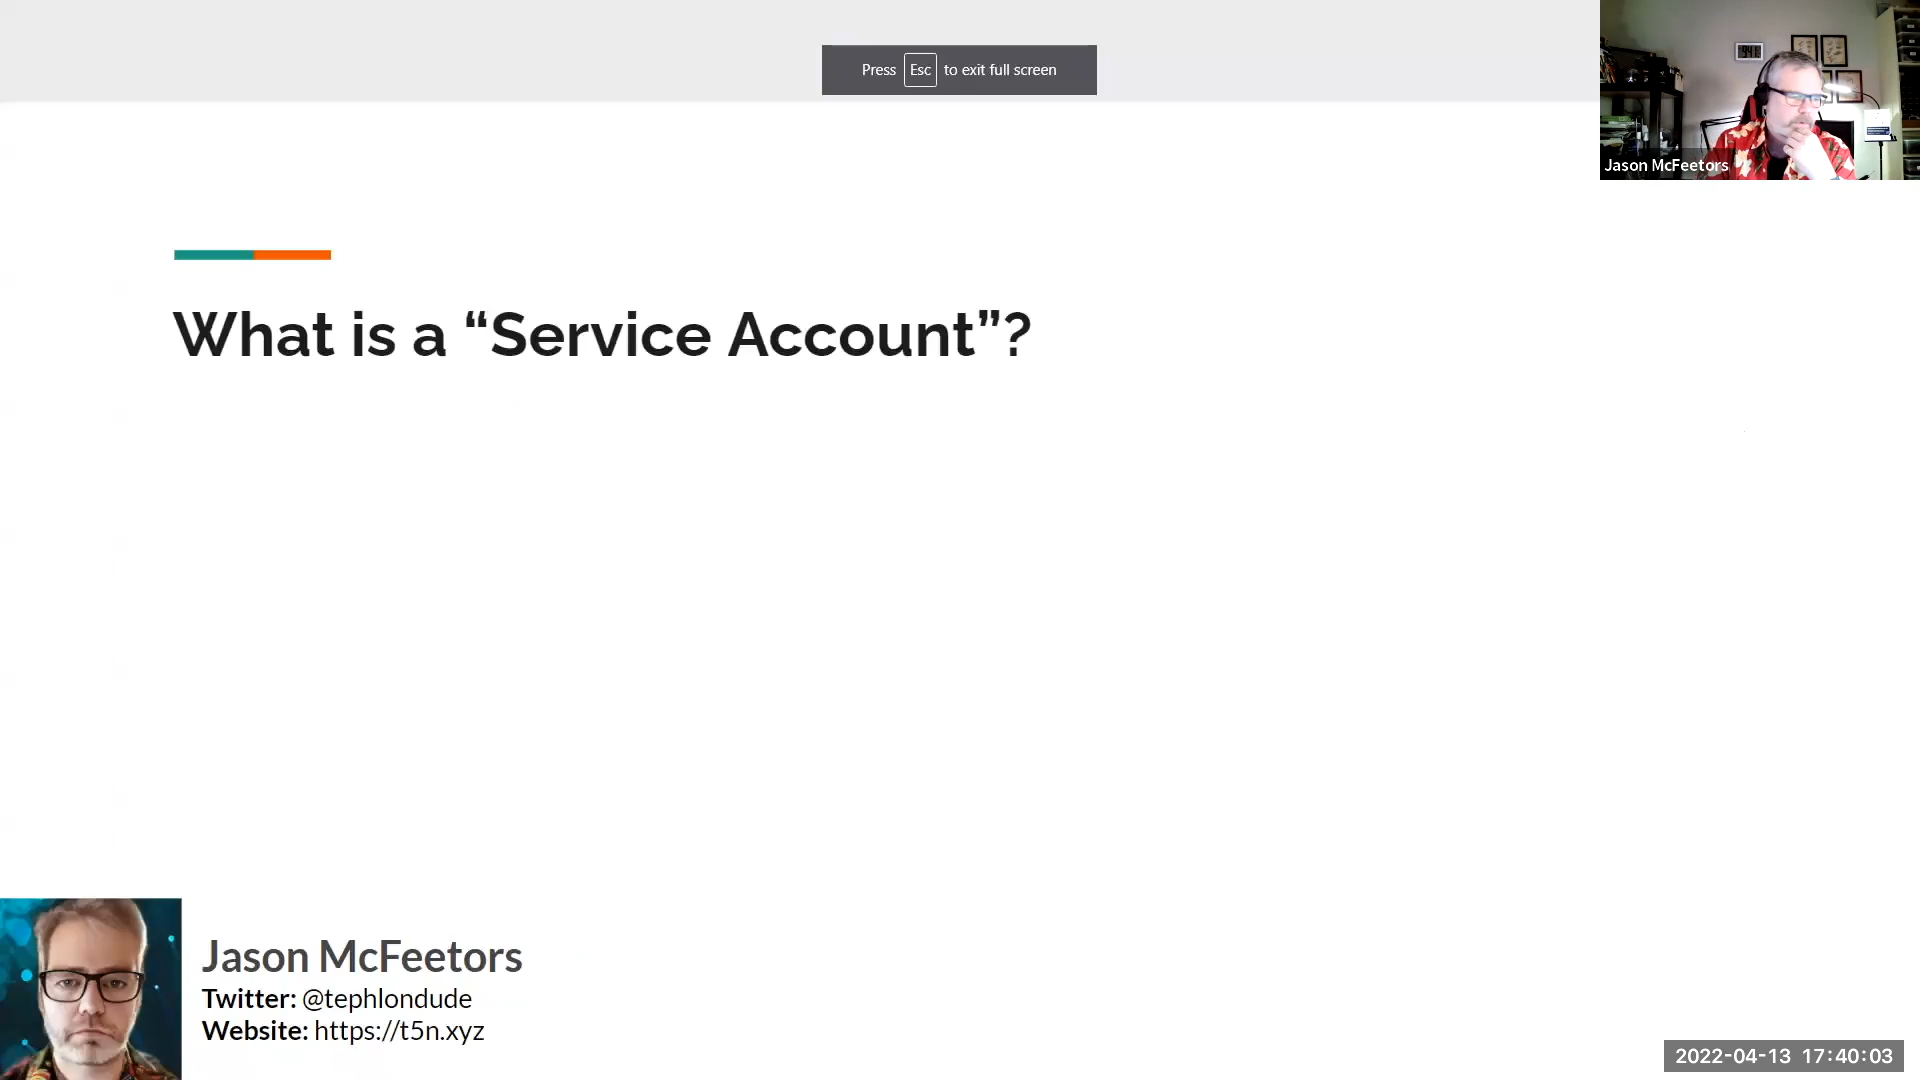 Press Esc to exit full screen
Jason McFeetors
What is a “Service Account”?
Jason McFeetors
Twitter: @tephlondude
Website: https://t5n.xyz
2022-04-13 17:40:03